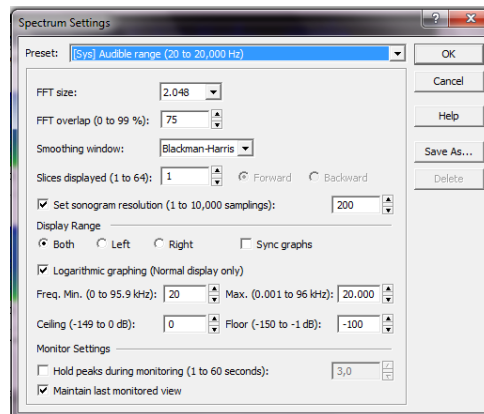 Spectrum Settings
Preset: [Sys] Audible range (20 to 20,000 Hz) OK
Cancel
FFT size: 2.048
Help
FFT overlap (0 to 99 %): 75
Smoothing window: Blackman-Harris Save As...
Slices displayed (1 to 64): 1 Forward Backward Delete
Set sonogram resolution (1 to 10,000 samplings): 200
Display Range
Both Left Right Sync graphs
Logarithmic graphing (Normal display only)
Freq. Min. (0 to 95.9 kHz): 20 Max. (0.001 to 96 kHz): 20.000
Ceiling (-149 to 0 dB): 0 Floor (-150 to -1 dB): -100
Monitor Settings
Hold peaks during monitoring (1 to 60 seconds): 3,0
Maintain last monitored view